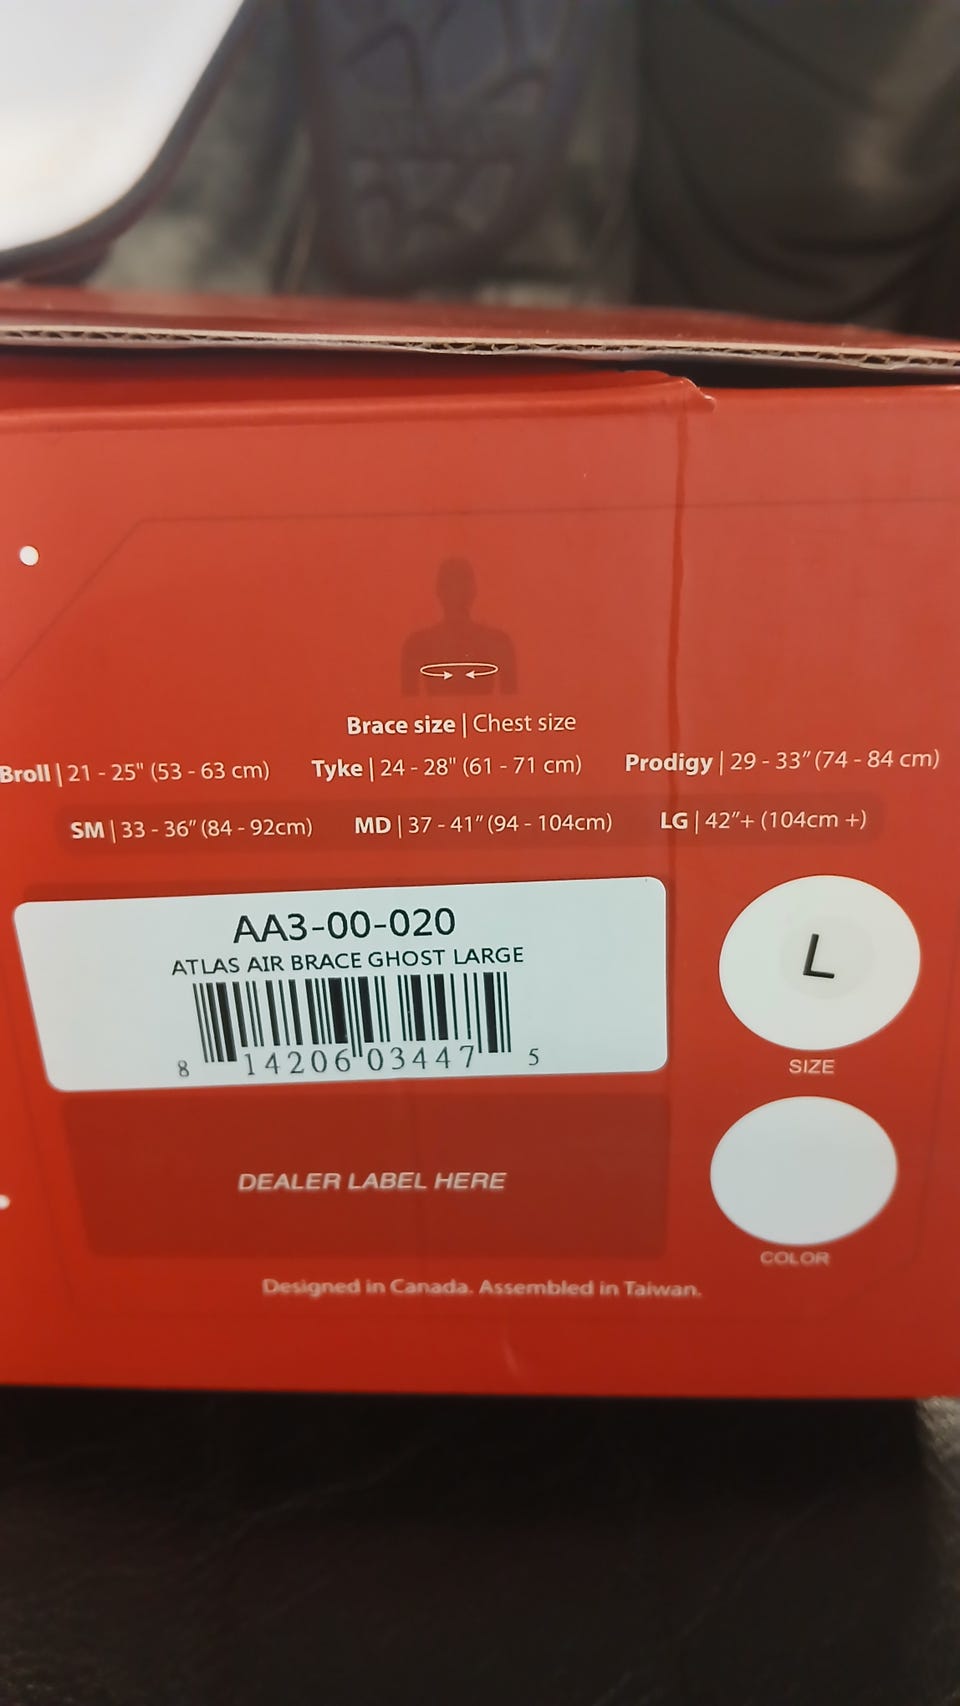 Brace size | Chest size
Broll | 21 - 25" (53 - 63 cm) Tyke | 24 - 28" (61 - 71 cm) Prodigy | 29 - 33" (74 - 84 cm)
SM | 33 - 36" (84 - 92cm) MD | 37 - 41" (94 - 104cm) LG | 42"+ (104cm +)
AA3-00-020
ATLAS AIR BRACE GHOST LARGE
8 14206 03447 5
L
SIZE
DEALER LABEL HERE
COLOR
Designed in Canada. Assembled in Taiwan.